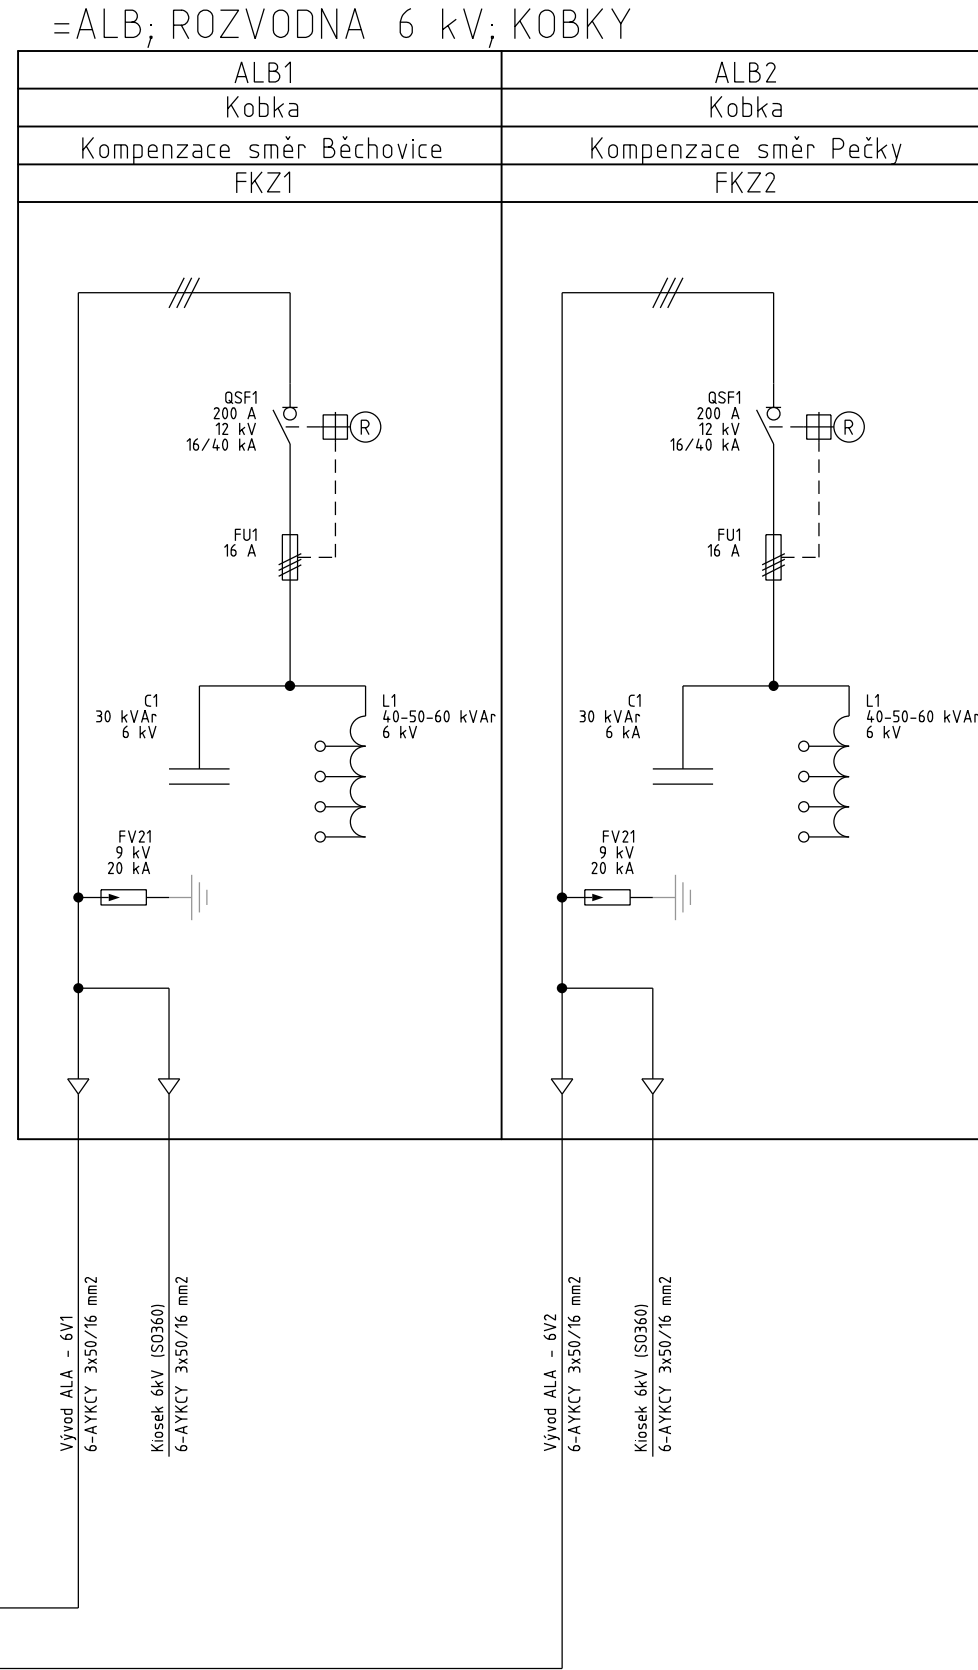 =ALB; ROZVODNA 6 kV; KOBKY
ALB1
Kobka
Kompenzace směr Běchovice
FKZ1
QSF1
200 A
12 kV
16/40 kA
R
FU1
16 A
C1
30 kVAr
6 kV
L1
40-50-60 kVAr
6 kV
FV21
9 kV
20 kA
Vývod ALA - 6V1
6-AYKCY 3x50/16 mm2
Kiosek 6kV (SO360)
6-AYKCY 3x50/16 mm2
ALB2
Kobka
Kompenzace směr Pečky
FKZ2
QSF1
200 A
12 kV
16/40 kA
R
FU1
16 A
C1
30 kVAr
6 kA
L1
40-50-60 kVAr
6 kV
FV21
9 kV
20 kA
Vývod ALA - 6V2
6-AYKCY 3x50/16 mm2
Kiosek 6kV (SO360)
6-AYKCY 3x50/16 mm2